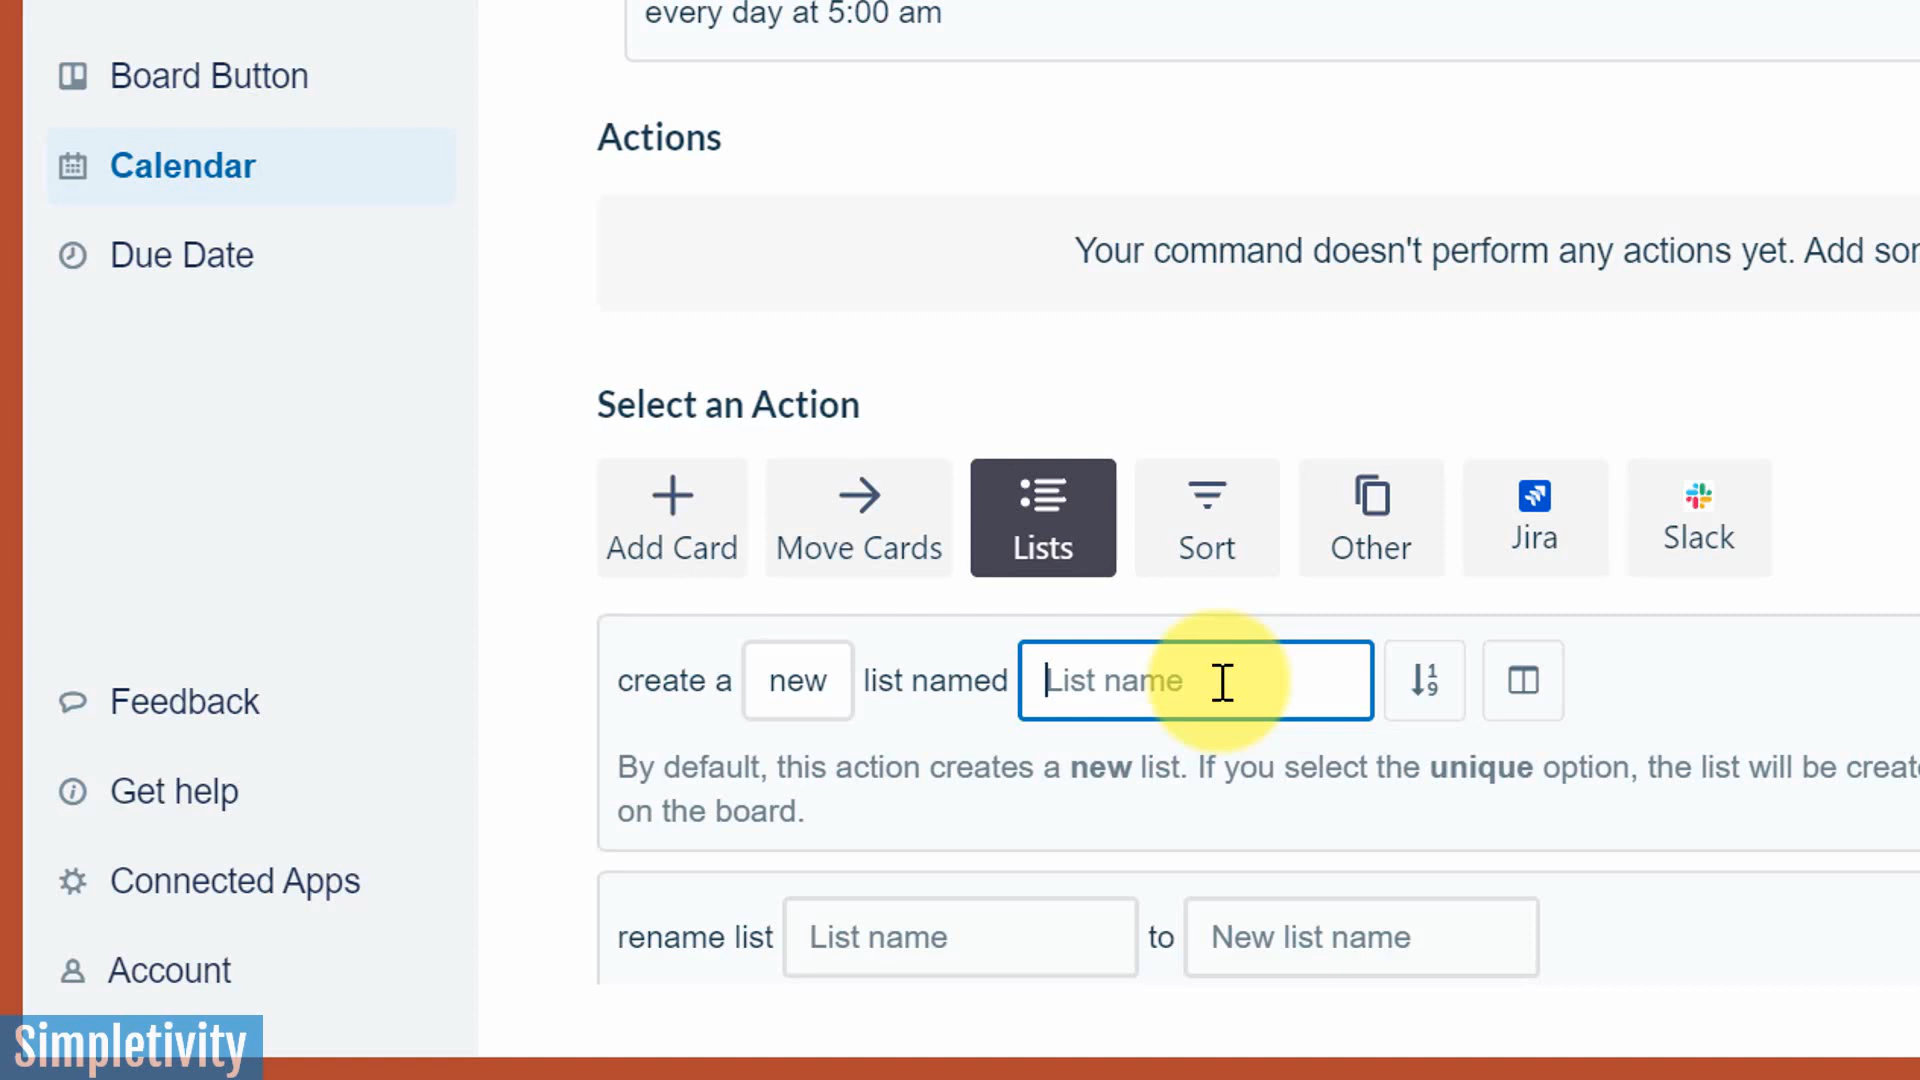 every day at 5:00 am
Board Button
Calendar
Due Date
Actions
Your command doesn't perform any actions yet. Add
Select an Action
Add Card
Move Cards
Lists
Sort
Other
Jira
Slack
create a new list named List name
By default, this action creates a new list. If you select the unique option, the list will be
on the board.
rename list List name to New list name
Feedback
Get help
Connected Apps
Account
Simpletivity